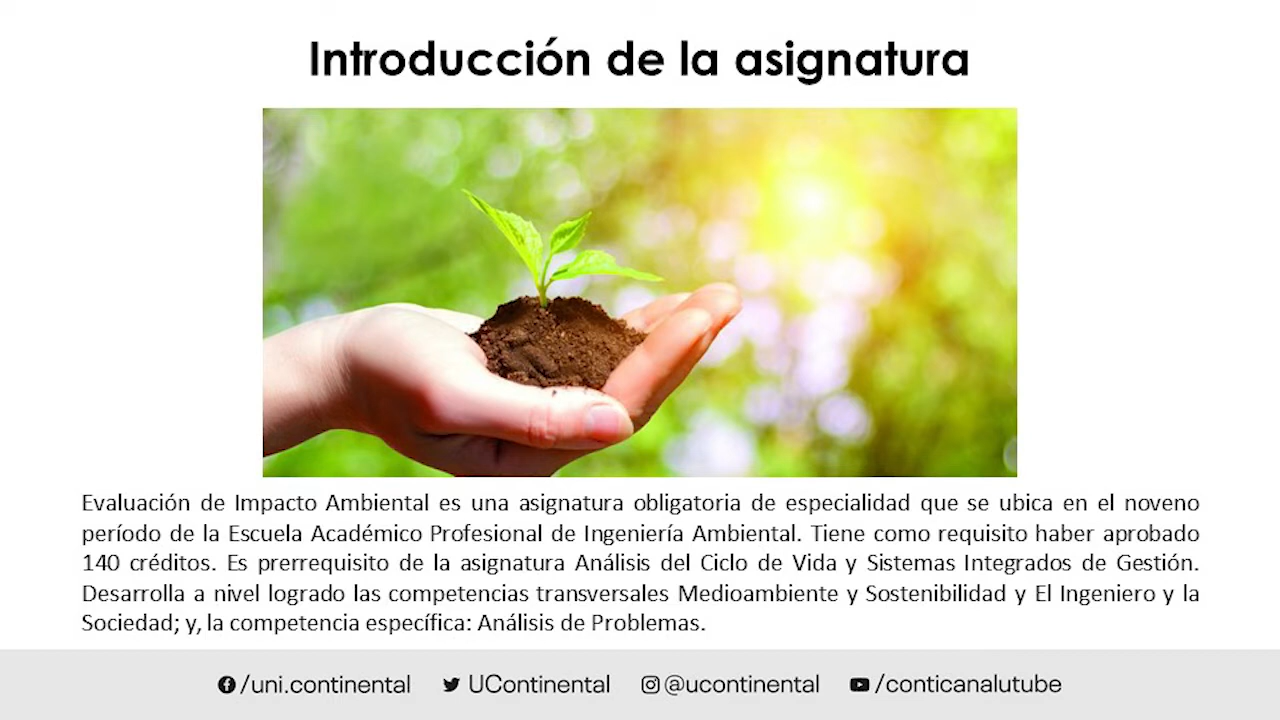 Introducción de la asignatura
Evaluación de Impacto Ambiental es una asignatura obligatoria de especialidad que se ubica en el noveno
período de la Escuela Académico Profesional de Ingeniería Ambiental. Tiene como requisito haber aprobado
140 créditos. Es prerrequisito de la asignatura Análisis del Ciclo de Vida y Sistemas Integrados de Gestión.
Desarrolla a nivel logrado las competencias transversales Medioambiente y Sostenibilidad y El Ingeniero y la
Sociedad; y, la competencia específica: Análisis de Problemas.
/uni.continental UContinental @ucontinental /conticanalutube